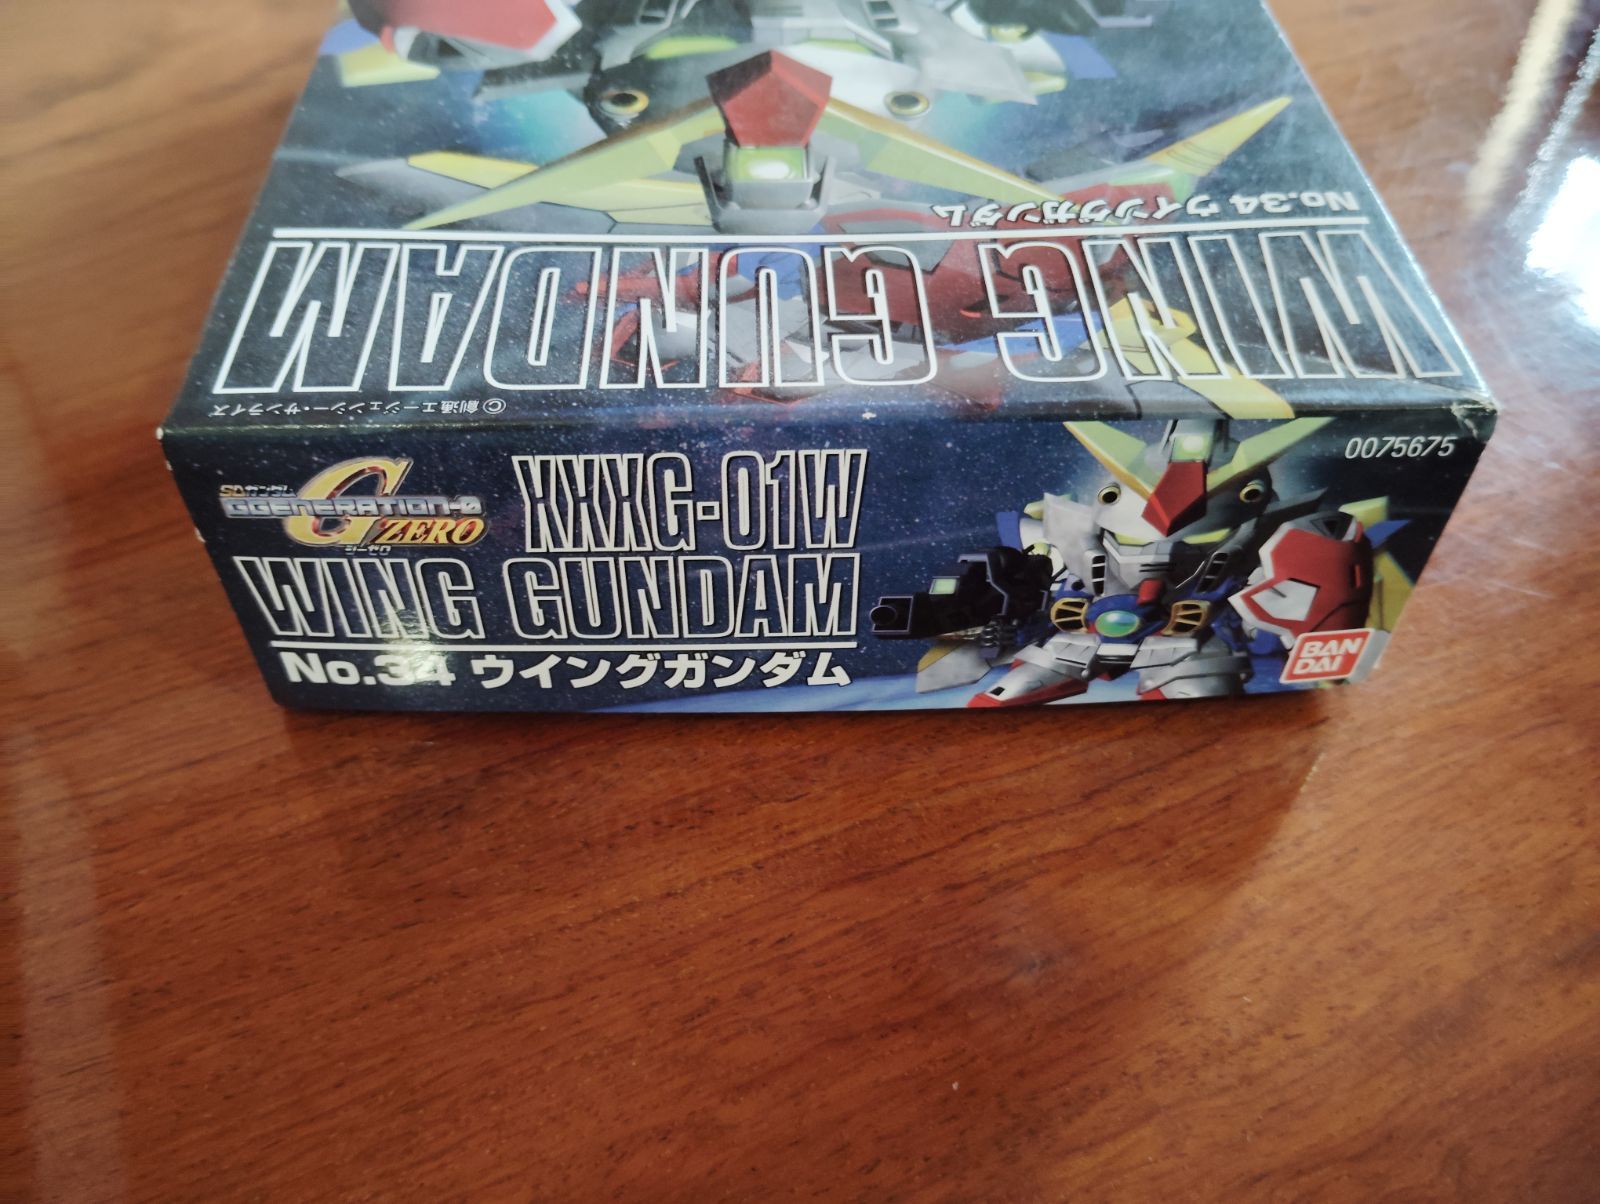 No.34 ウイングガンダム
WING GUNDAM
©創通エージェンシー・サンライズ
SDガンダム
GGENERATION-0
G ZERO
ジーゼロ
XXXG-01W
WING GUNDAM
No.34 ウイングガンダム
0075675
BAN
DAI